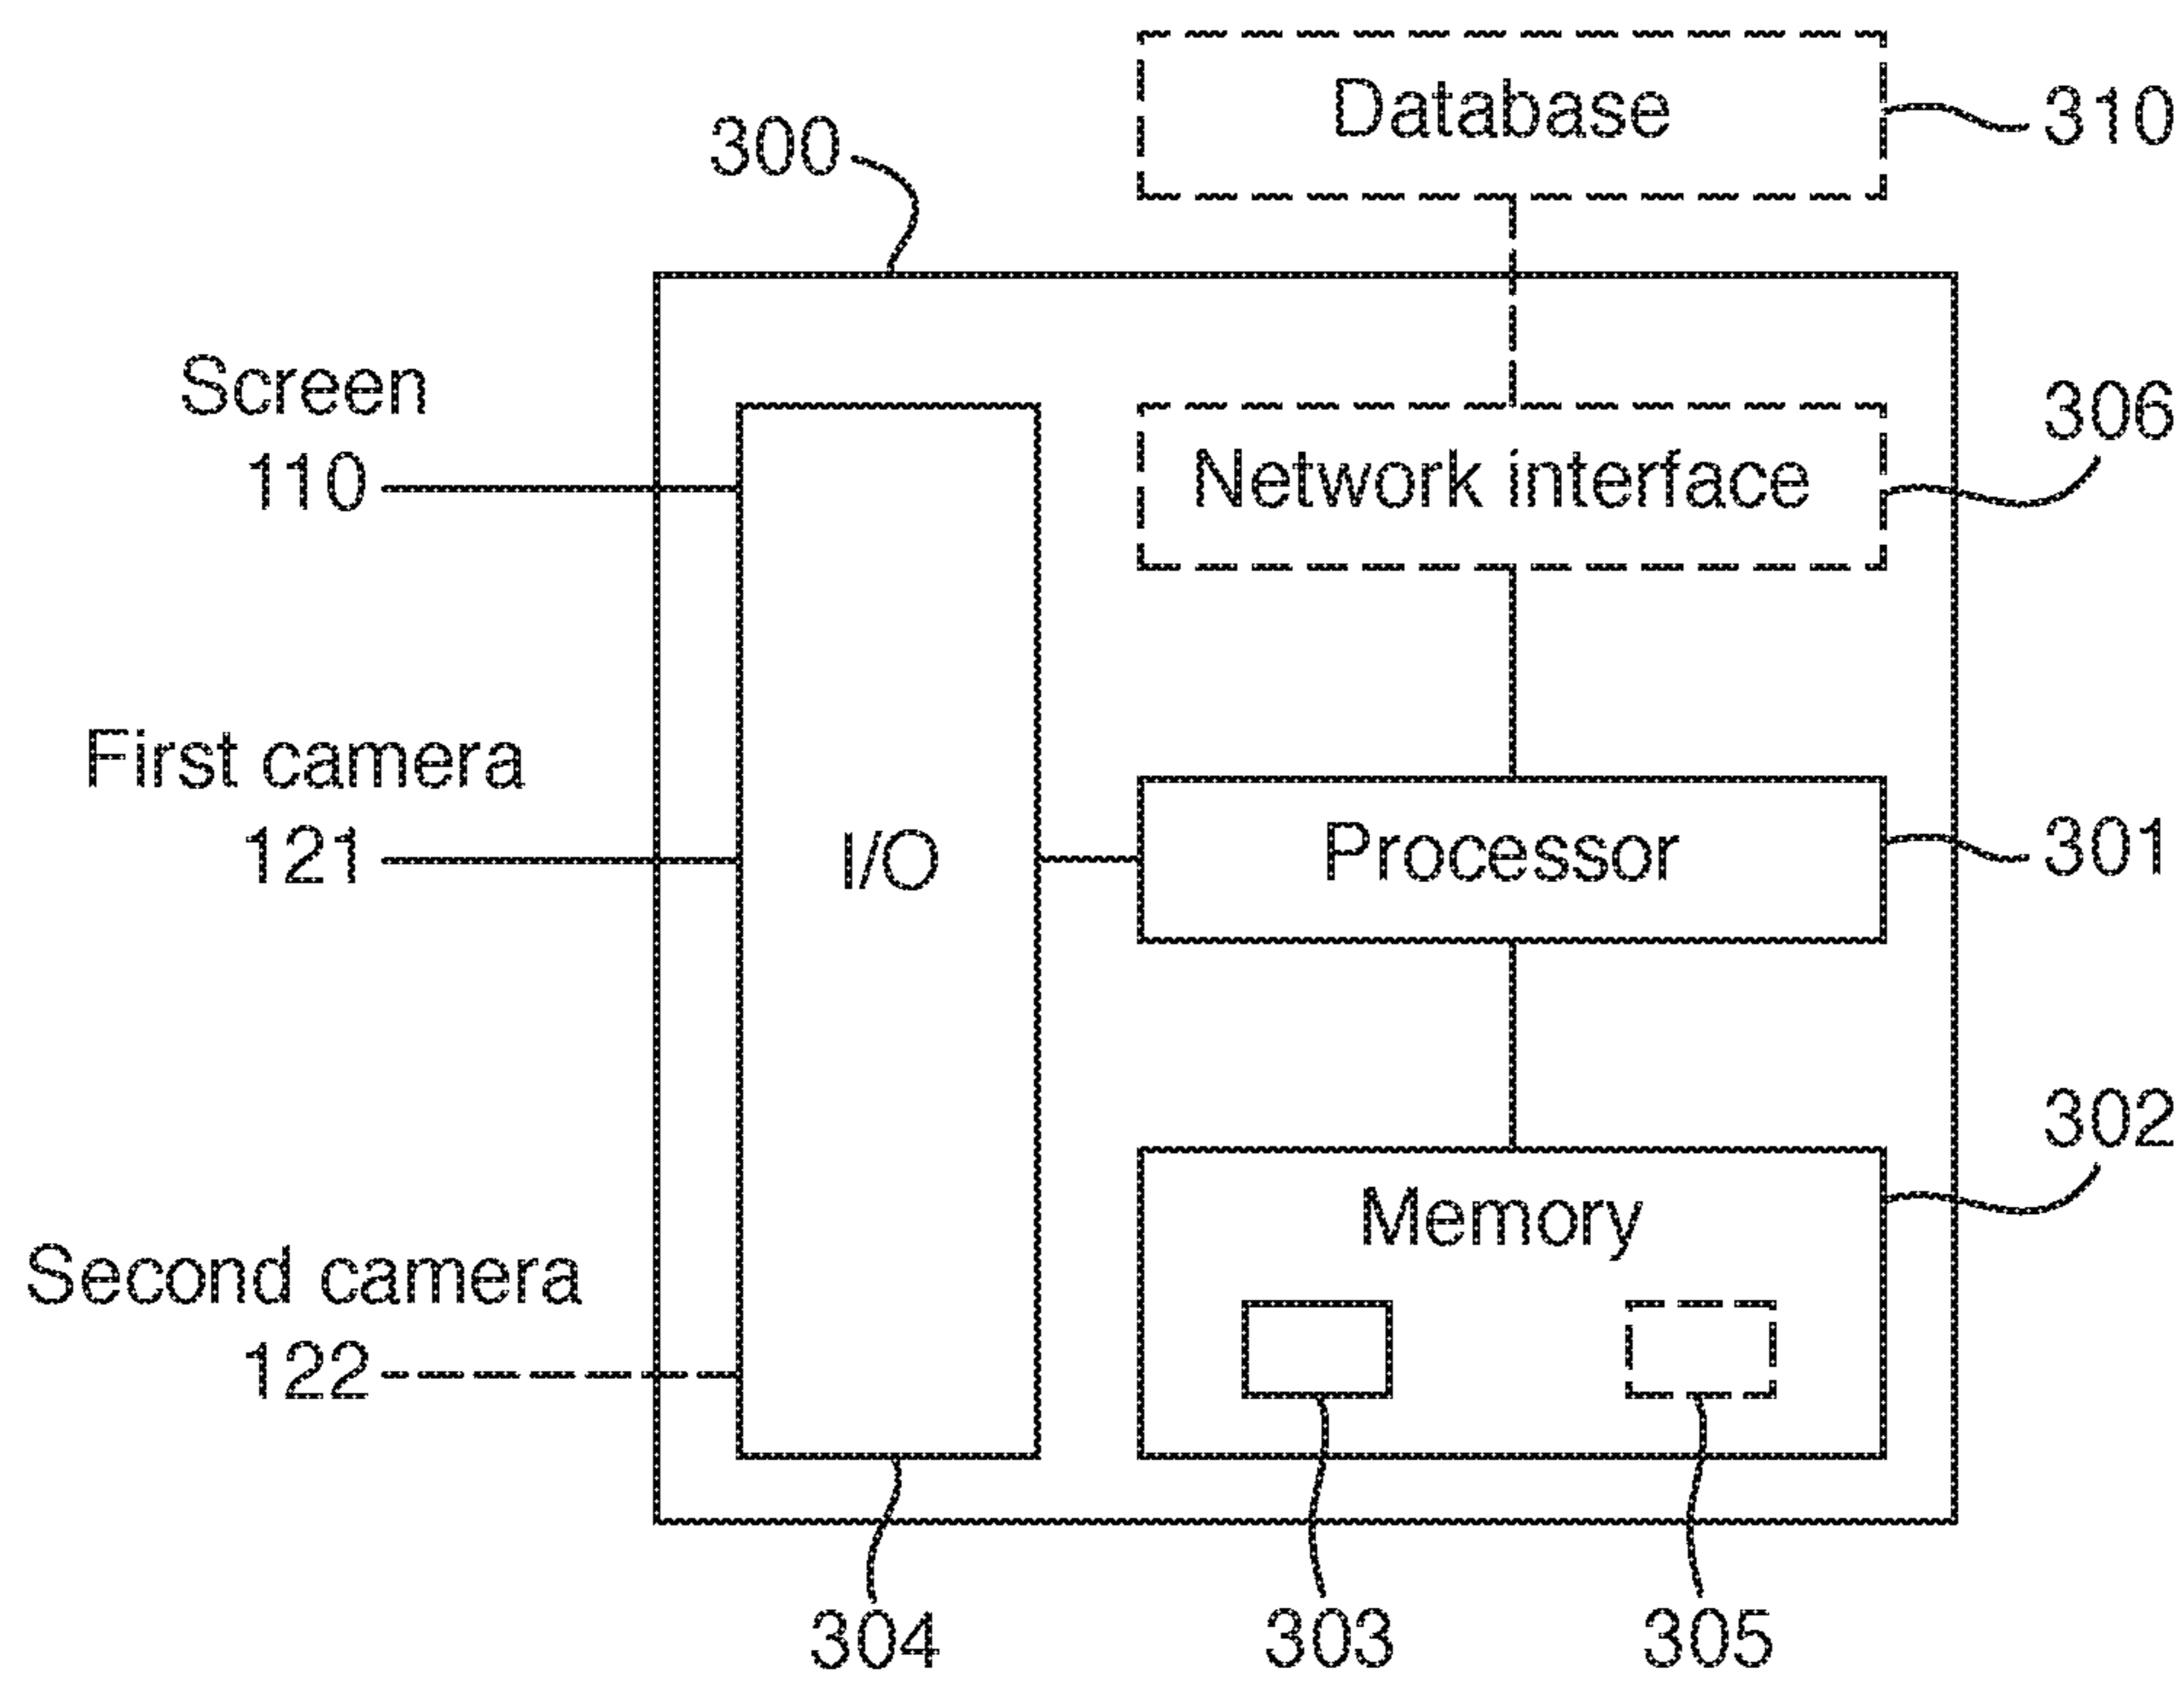 Database
310
300
Screen
110
306
Network interface
First camera
121
I/O
Processor
301
302
Memory
Second camera
122
304
303
305